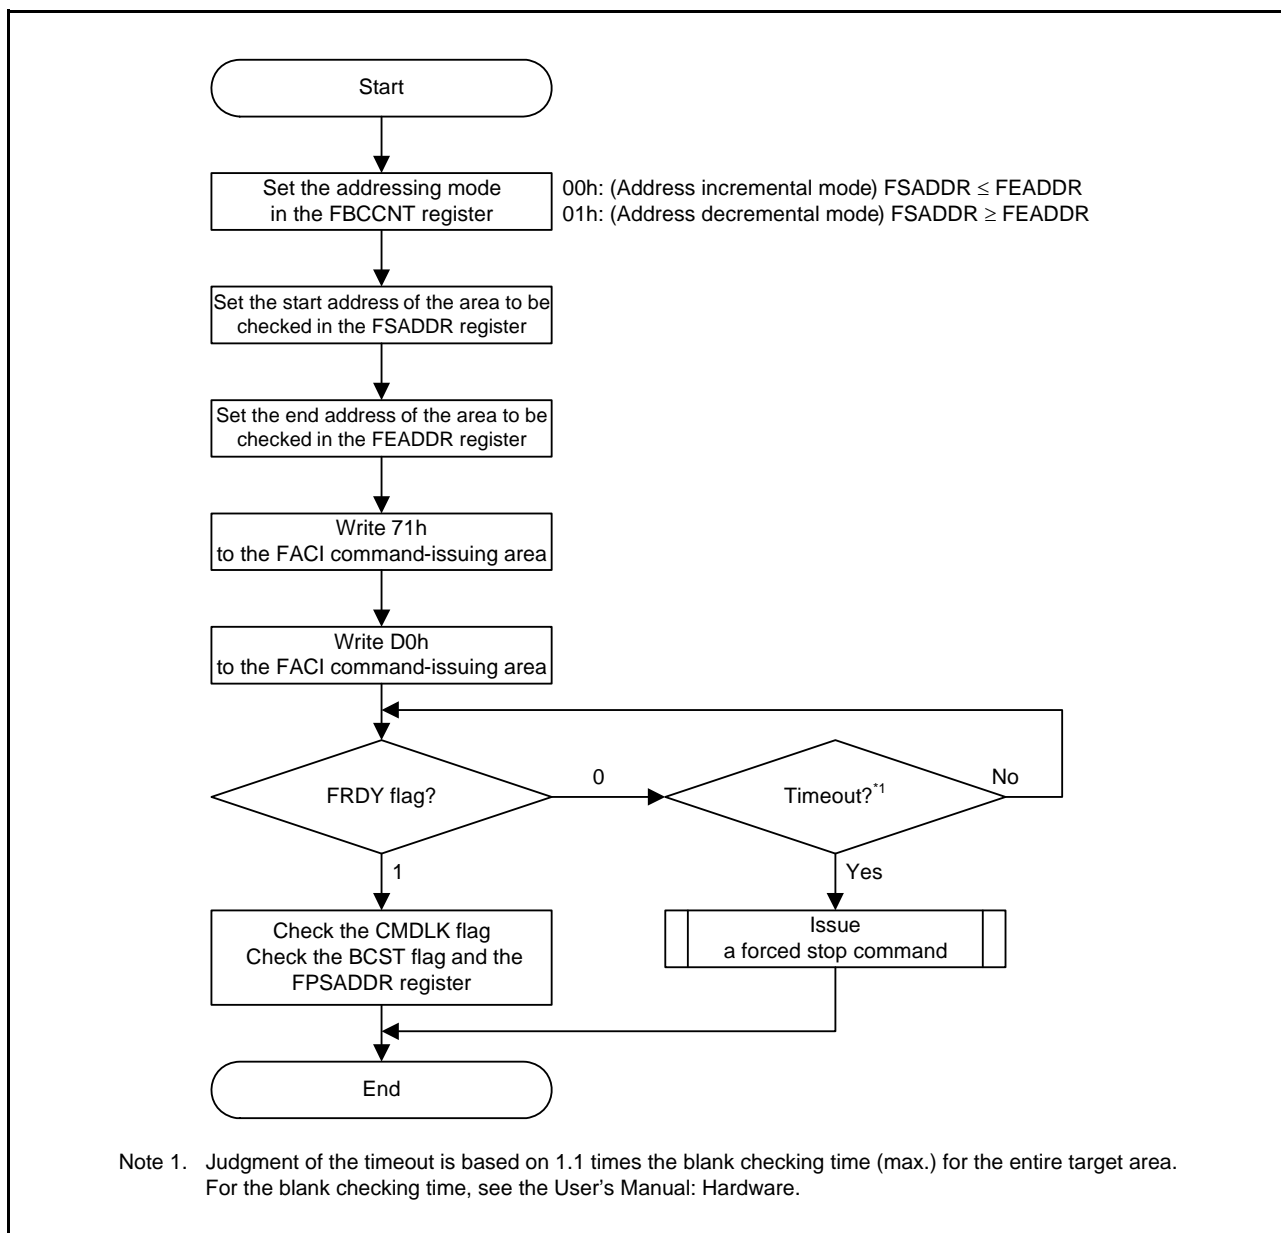 Start
Set the addressing mode
in the FBCCNT register
00h: (Address incremental mode) FSADDR ≤ FEADDR
01h: (Address decremental mode) FSADDR ≥ FEADDR
Set the start address of the area to be
checked in the FSADDR register
Set the end address of the area to be
checked in the FEADDR register
Write 71h
to the FACI command-issuing area
Write D0h
to the FACI command-issuing area
FRDY flag?
0
Timeout?*1
No
1
Yes
Check the CMDLK flag
Check the BCST flag and the
FPSADDR register
Issue
a forced stop command
End
Note 1. Judgment of the timeout is based on 1.1 times the blank checking time (max.) for the entire target area.
For the blank checking time, see the User's Manual: Hardware.